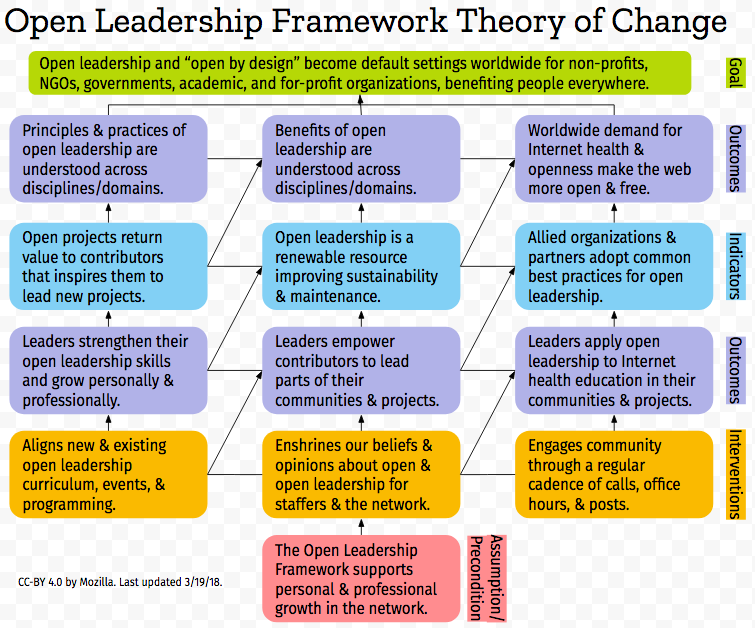 Open Leadership Framework Theory of Change
Open leadership and “open by design” become default settings worldwide for non-profits,
NGOs, governments, academic, and for-profit organizations, benefiting people everywhere.
Goal
Principles & practices of
open leadership are
understood across
disciplines/domains.
Benefits of open
leadership are
understood across
disciplines/domains.
Worldwide demand for
Internet health &
openness make the web
more open & free.
Outcomes
Open projects return
value to contributors
that inspires them to
lead new projects.
Open leadership is a
renewable resource
improving sustainability
& maintenance.
Allied organizations &
partners adopt common
best practices for open
leadership.
Indicators
Leaders strengthen their
open leadership skills
and grow personally &
professionally.
Leaders empower
contributors to lead
parts of their
communities & projects.
Leaders apply open
leadership to Internet
health education in their
communities & projects.
Outcomes
Aligns new & existing
open leadership
curriculum, events, &
programming.
Enshrines our beliefs &
opinions about open &
open leadership for
staffers & the network.
Engages community
through a regular
cadence of calls, office
hours, & posts.
Interventions
The Open Leadership
Framework supports
personal & professional
growth in the network.
Assumption/
Precondition
CC-BY 4.0 by Mozilla. Last updated 3/19/18.